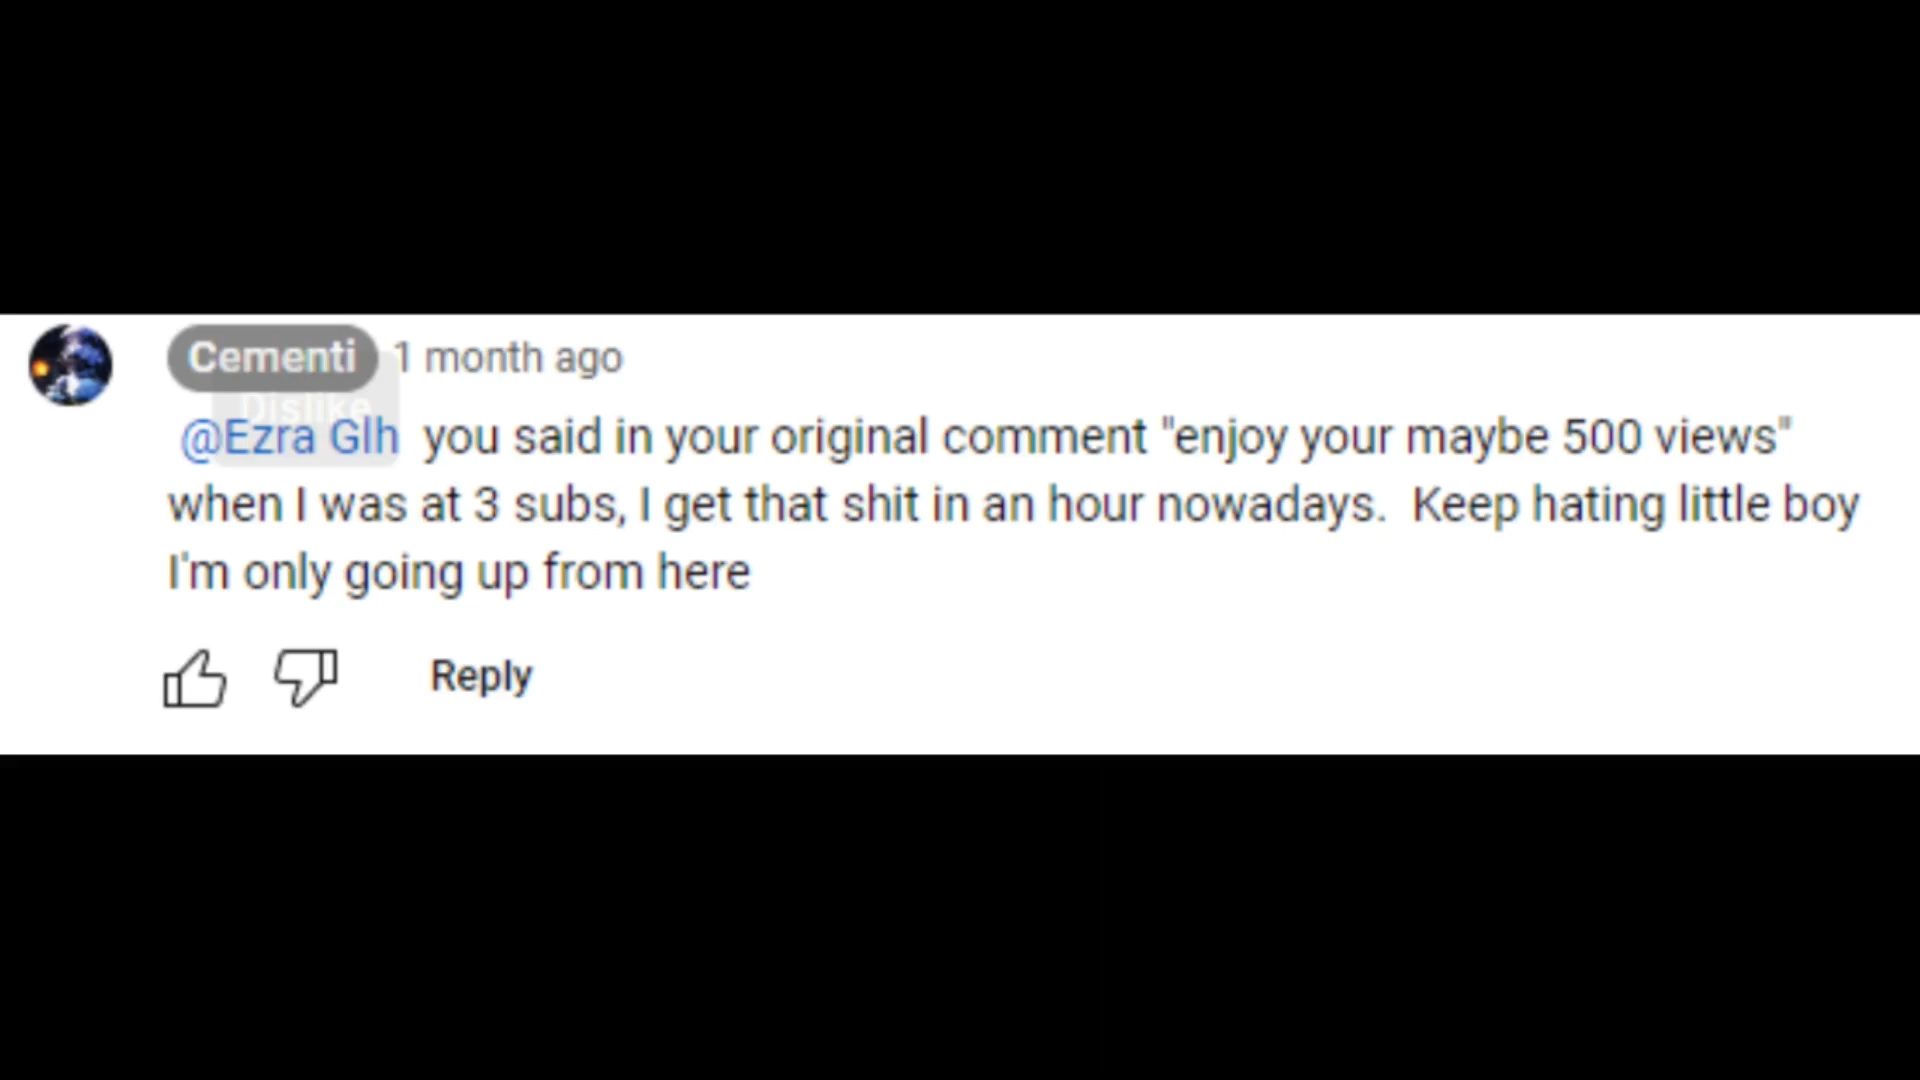 Cementi 1 month ago
Dislike
@Ezra Glh you said in your original comment "enjoy your maybe 500 views"
when I was at 3 subs, I get that shit in an hour nowadays.  Keep hating little boy
I'm only going up from here
Reply